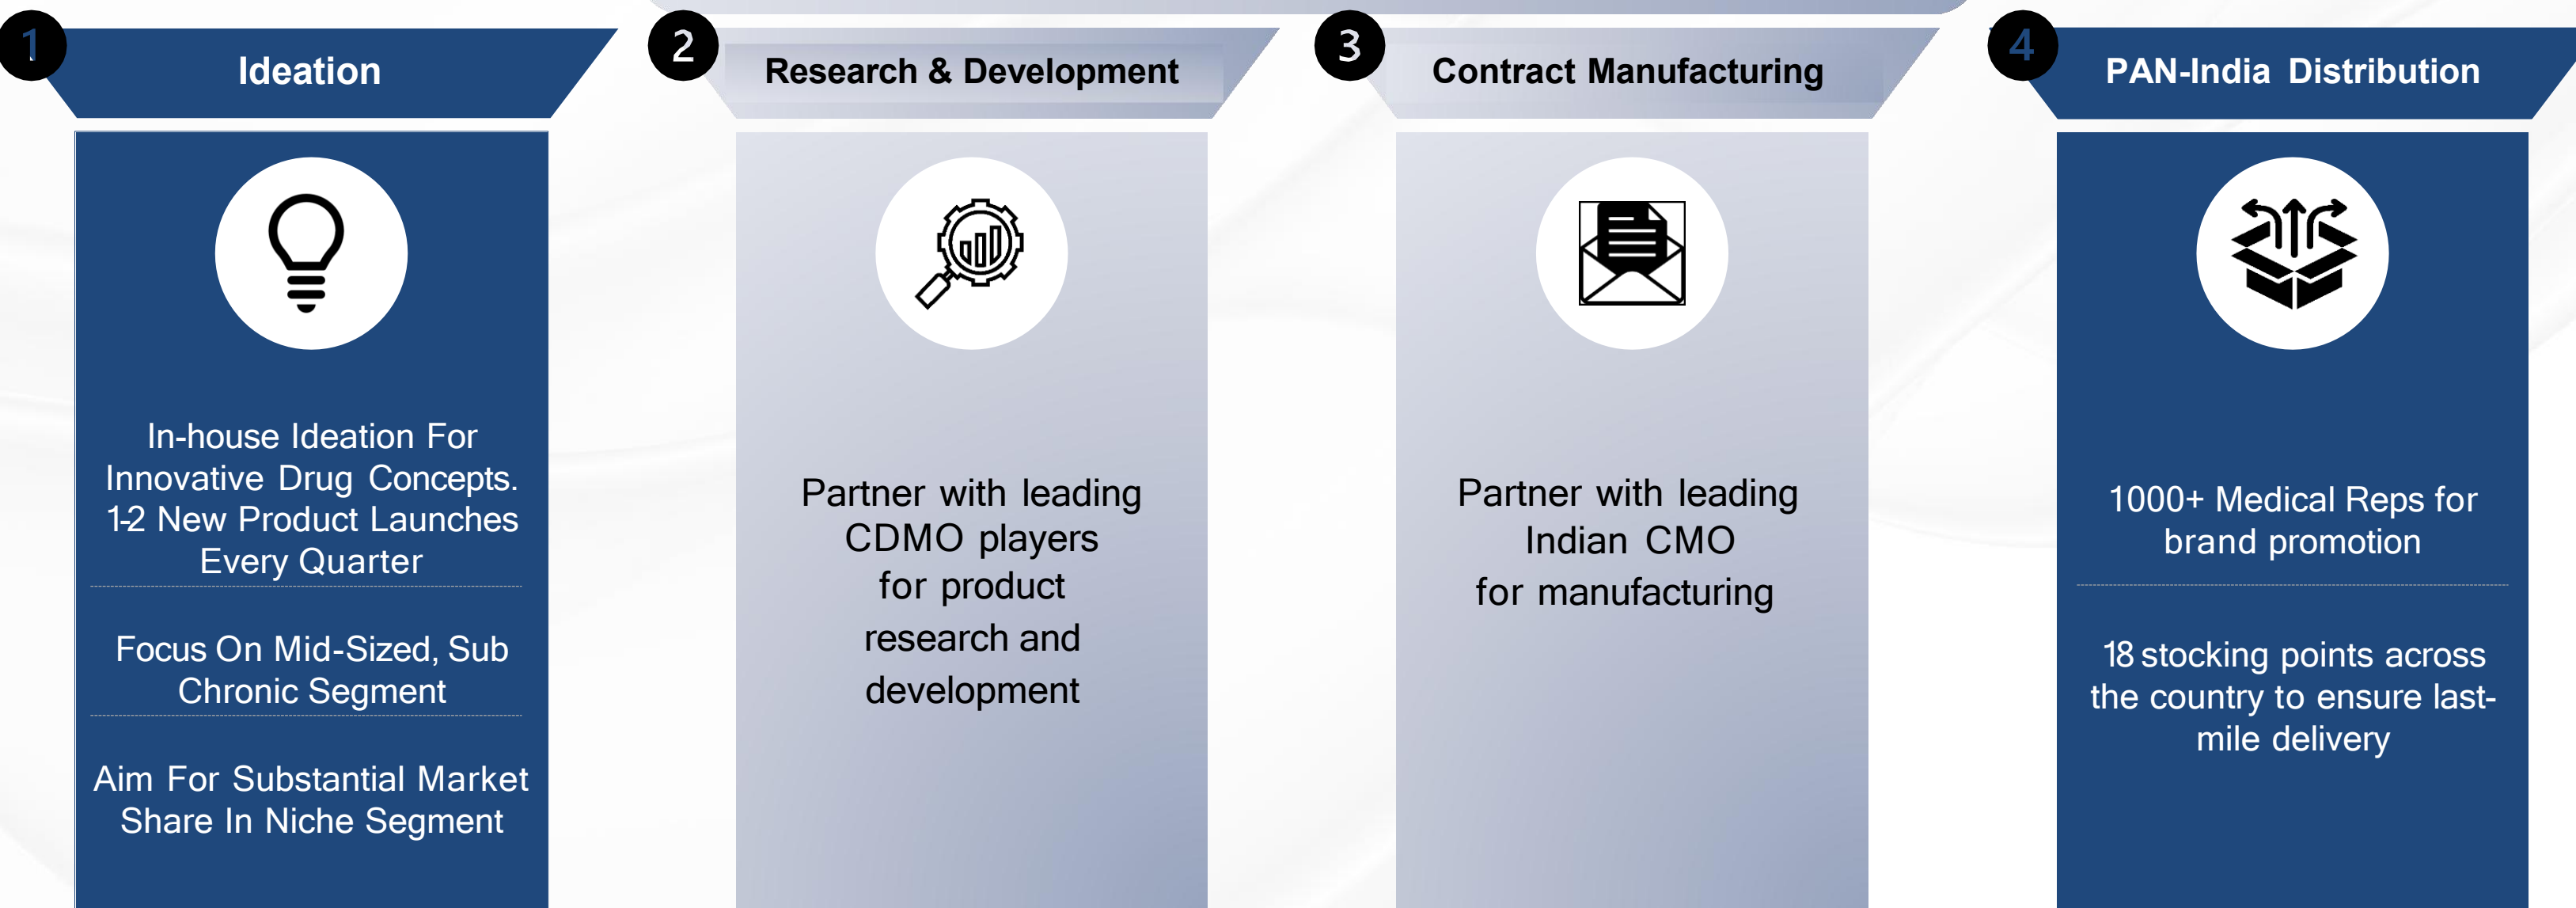 1
Ideation
In-house Ideation For
Innovative Drug Concepts.
1-2 New Product Launches
Every Quarter
Focus On Mid-Sized, Sub
Chronic Segment
Aim For Substantial Market
Share In Niche Segment
2
Research & Development
Partner with leading
CDMO players
for product
research and
development
3
Contract Manufacturing
Partner with leading
Indian CMO
for manufacturing
4
PAN-India Distribution
1000+ Medical Reps for
brand promotion
18 stocking points across
the country to ensure last-
mile delivery